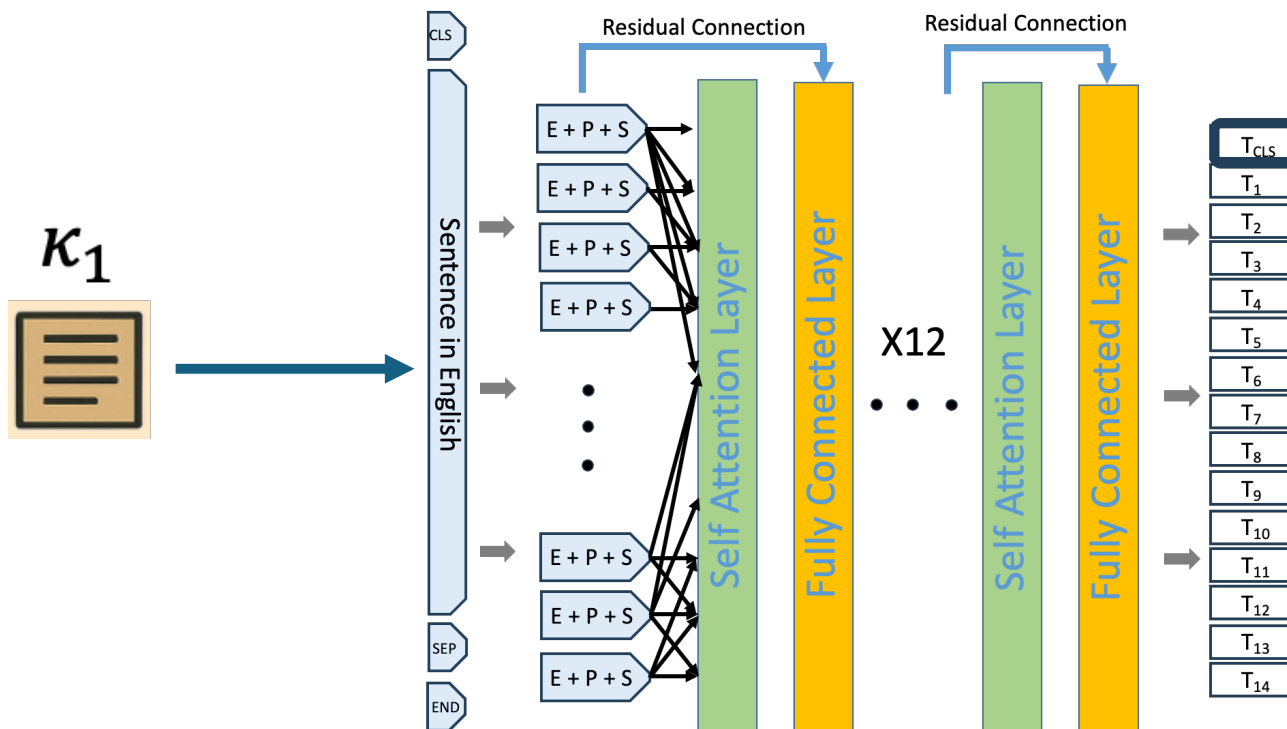 κ₁
CLS
Sentence in English
SEP
END
Residual Connection
E + P + S
E + P + S
E + P + S
E + P + S
E + P + S
E + P + S
E + P + S
Self Attention Layer
Fully Connected Layer
X12
Residual Connection
Self Attention Layer
Fully Connected Layer
T_CLS
T₁
T₂
T₃
T₄
T₅
T₆
T₇
T₈
T₉
T₁₀
T₁₁
T₁₂
T₁₃
T₁₄